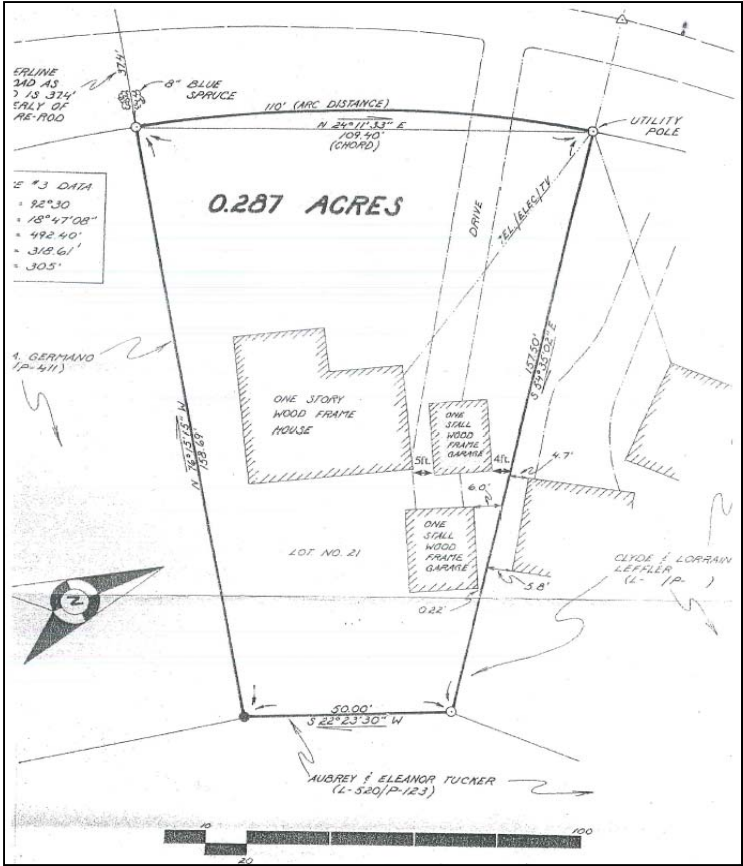 ERLINE
OAD AS
D IS 374'
ERLY OF
RE-ROD
37.4'
8" BLUE
SPRUCE
110' (ARC DISTANCE)
N 24°11'33" E
109.40'
(CHORD)
UTILITY
POLE
E #3 DATA
= 92°30
= 18°47'08"
= 492.40'
= 318.61'
= 305'
0.287 ACRES
DRIVE
TEL/ELEC/TV
157.50'
S 54°35'02" E
GERMANO
P-411)
ONE STORY
WOOD FRAME
HOUSE
ONE
STALL
WOOD
FRAME
GARAGE
5ft
4ft
4.7'
6.0'
N 76°15'15" W
158.69'
ONE
STALL
WOOD
FRAME
GARAGE
LOT NO. 21
CLYDE & LORRAIN
LEFFLER
(L- /P- )
5.8'
0.22'
N
50.00'
S 22°23'30" W
AUBREY & ELEANOR TUCKER
(L-520/P-123)
10
100
20